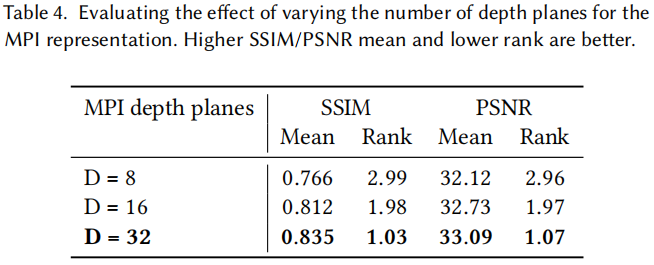 Table 4. Evaluating the effect of varying the number of depth planes for the
MPI representation. Higher SSIM/PSNR mean and lower rank are better.
MPI depth planes SSIM PSNR
Mean Rank Mean Rank
D = 8 0.766 2.99 32.12 2.96
D = 16 0.812 1.98 32.73 1.97
D = 32 0.835 1.03 33.09 1.07